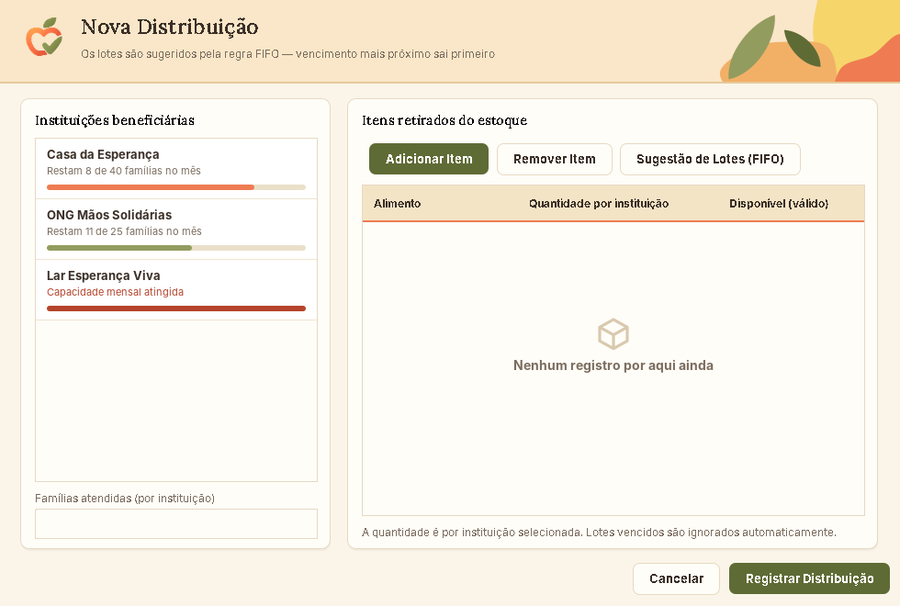 Nova Distribuição
Os lotes são sugeridos pela regra FIFO — vencimento mais próximo sai primeiro
Instituições beneficiárias
Casa da Esperança
Restam 8 de 40 famílias no mês
ONG Mãos Solidárias
Restam 11 de 25 famílias no mês
Lar Esperança Viva
Capacidade mensal atingida
Famílias atendidas (por instituição)
Itens retirados do estoque
Adicionar Item
Remover Item
Sugestão de Lotes (FIFO)
Alimento
Quantidade por instituição
Disponível (válido)
Nenhum registro por aqui ainda
A quantidade é por instituição selecionada. Lotes vencidos são ignorados automaticamente.
Cancelar
Registrar Distribuição